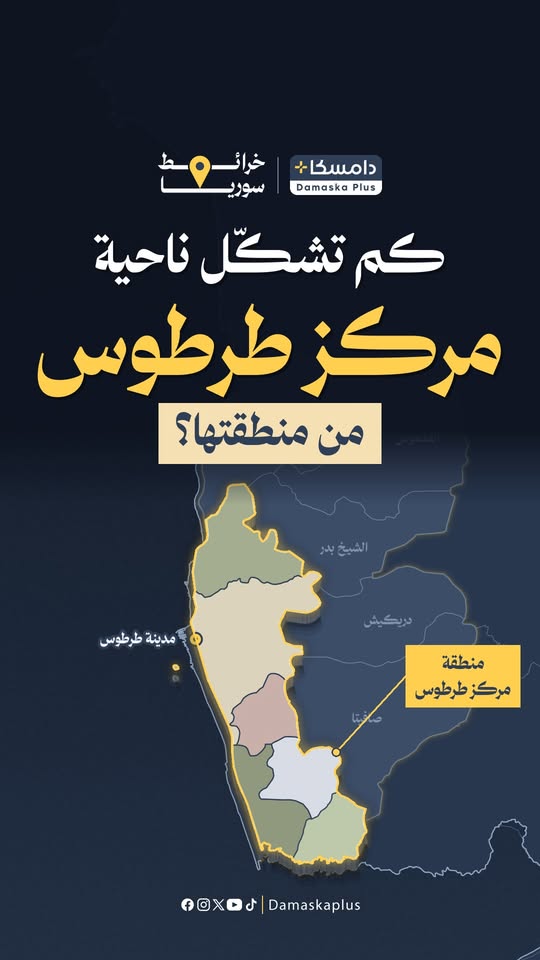 خرائط
سوريا
دامسكا+
Damaska Plus
كم تشكّل ناحية
مركز طرطوس
من منطقتها؟
القدموس
الشيخ بدر
دريكيش
مدينة طرطوس
منطقة
مركز طرطوس
صافيتا
Damaskaplus